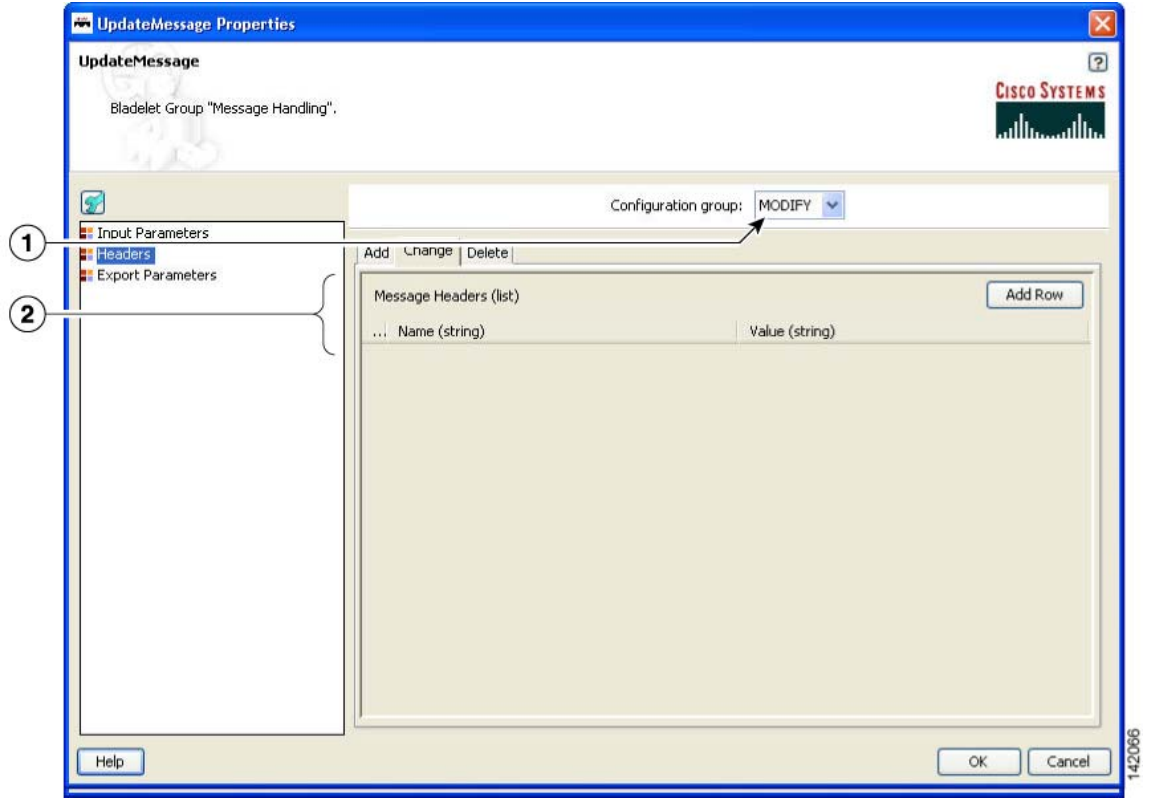 UpdateMessage Properties
UpdateMessage
Bladelet Group "Message Handling".
CISCO SYSTEMS
Configuration group: MODIFY
1
Input Parameters
Headers
Export Parameters
2
Add Change Delete
Message Headers (list)
Add Row
... Name (string) Value (string)
Help
OK Cancel
142066